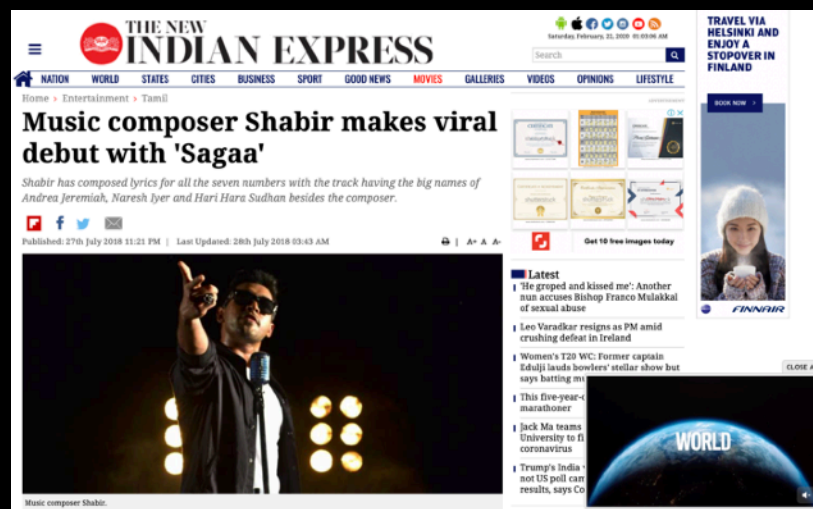 THE NEW
INDIAN EXPRESS
Saturday, February, 22, 2020 01:03:06 AM
Search
NATION WORLD STATES CITIES BUSINESS SPORT GOOD NEWS MOVIES GALLERIES VIDEOS OPINIONS LIFESTYLE
Home > Entertainment > Tamil
Music composer Shabir makes viral
debut with 'Sagaa'
Shabir has composed lyrics for all the seven numbers with the track having the big names of
Andrea Jeremiah, Naresh Iyer and Hari Hara Sudhan besides the composer.
Published: 27th July 2018 11:21 PM | Last Updated: 28th July 2018 03:43 AM
A+ A A-
Music composer Shabir.
ADVERTISEMENT
Get 10 free images today
Latest
'He groped and kissed me': Another
nun accuses Bishop Franco Mulakkal
of sexual abuse
Leo Varadkar resigns as PM amid
crushing defeat in Ireland
Women's T20 WC: Former captain
Edulji lauds bowlers' stellar show but
says batting
This
marathoner
Jack Ma teams
University to
coronavirus
Trump's India
not US poll
results, says
TRAVEL VIA
HELSINKI AND
ENJOY A
STOPOVER IN
FINLAND
BOOK NOW >
FINNAIR
CLOSE
WORLD